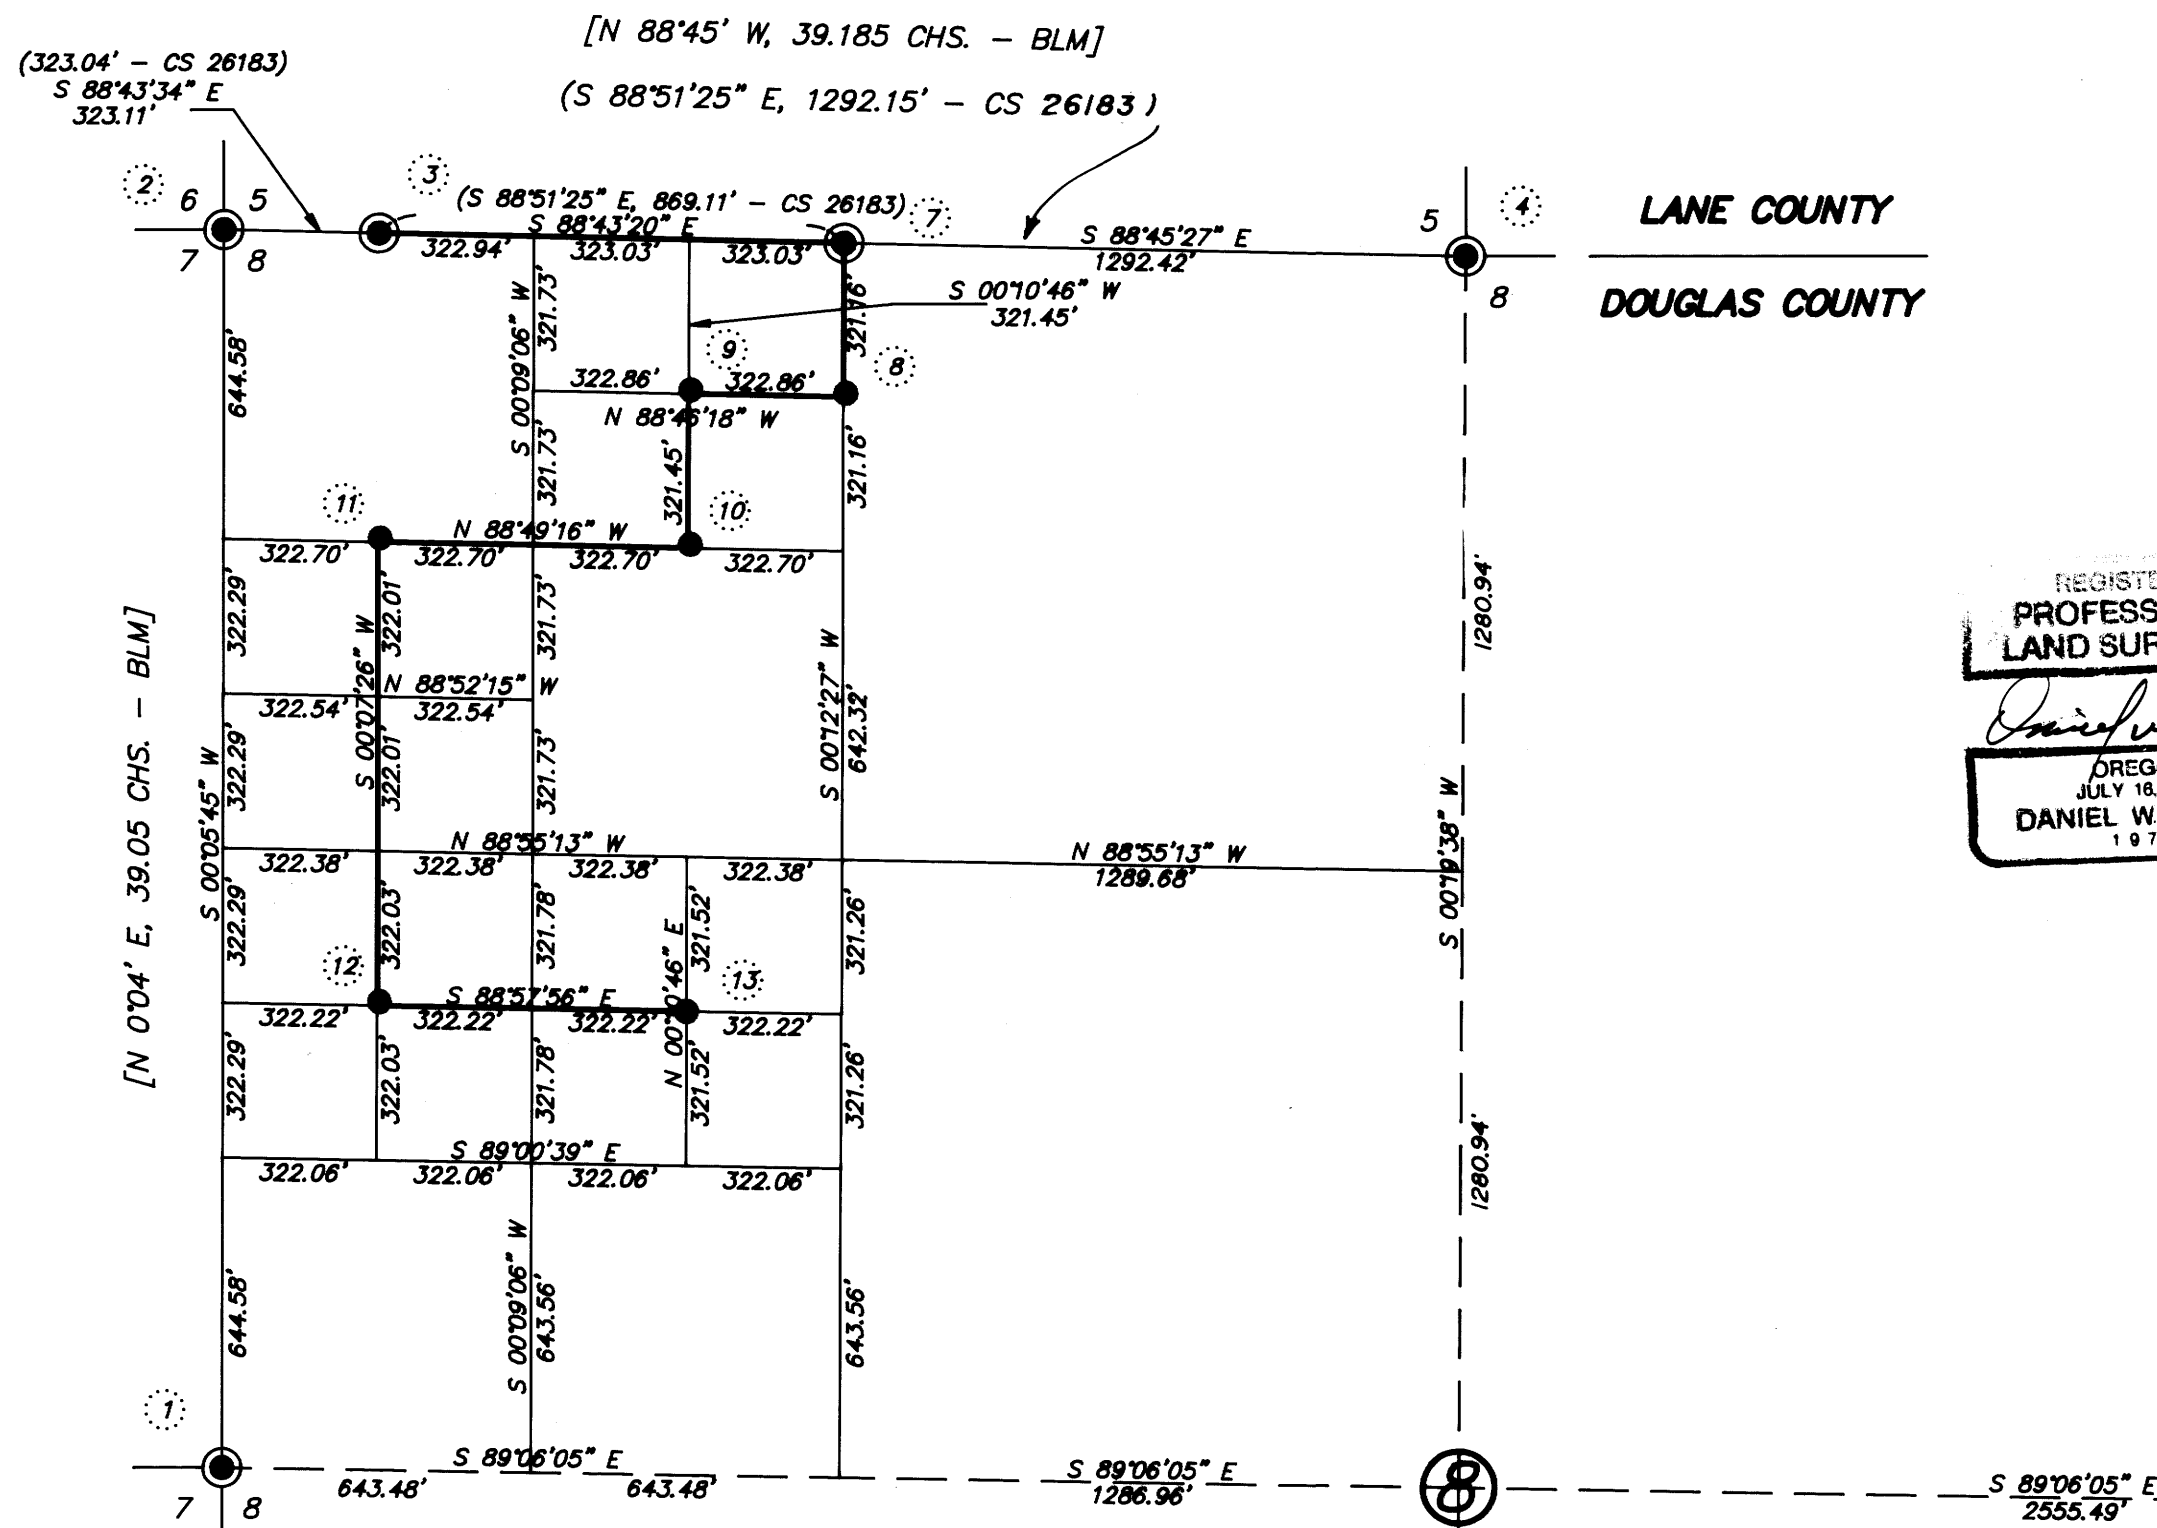 [N 88°45' W, 39.185 CHS. – BLM]
(323.04' – CS 26183)
S 88°43'34" E
323.11'
(S 88°51'25" E, 1292.15' – CS 26183)
2
6
5
7
8
3
(S 88°51'25" E, 869.11' – CS 26183)
S 88°43'20" E
322.94'
323.03'
323.03'
7
S 88°45'27" E
1292.42'
5
4
8
LANE COUNTY
DOUGLAS COUNTY
S 00°10'46" W
321.45'
644.58'
S 00°09'06" W
321.73'
321.16'
9
8
322.86'
322.86'
N 88°46'18" W
321.73'
321.45'
321.16'
11
10
N 88°49'16" W
322.70'
322.70'
322.70'
322.70'
[N 0°04' E, 39.05 CHS. – BLM]
322.29'
S 00°07'26" W
322.01'
321.73'
S 00°12'27" W
642.32'
1280.94'
N 88°52'15" W
322.54'
322.54'
S 00°05'45" W
322.29'
322.01'
321.73'
S 00°19'38" W
N 88°55'13" W
322.38'
322.38'
322.38'
322.38'
N 88°55'13" W
1289.68'
322.29'
322.03'
321.78'
N 00°10'46" E
321.52'
321.26'
12
13
S 88°57'56" E
322.22'
322.22'
322.22'
322.22'
322.29'
322.03'
321.78'
321.52'
321.26'
1280.94'
S 89°00'39" E
322.06'
322.06'
322.06'
322.06'
644.58'
S 00°09'06" W
643.56'
643.56'
1
7
8
S 89°06'05" E
643.48'
643.48'
S 89°06'05" E
1286.96'
8
S 89°06'05" E
2555.49'
REGISTE
PROFESS
LAND SUR
OREG
JULY 16,
DANIEL W.
197